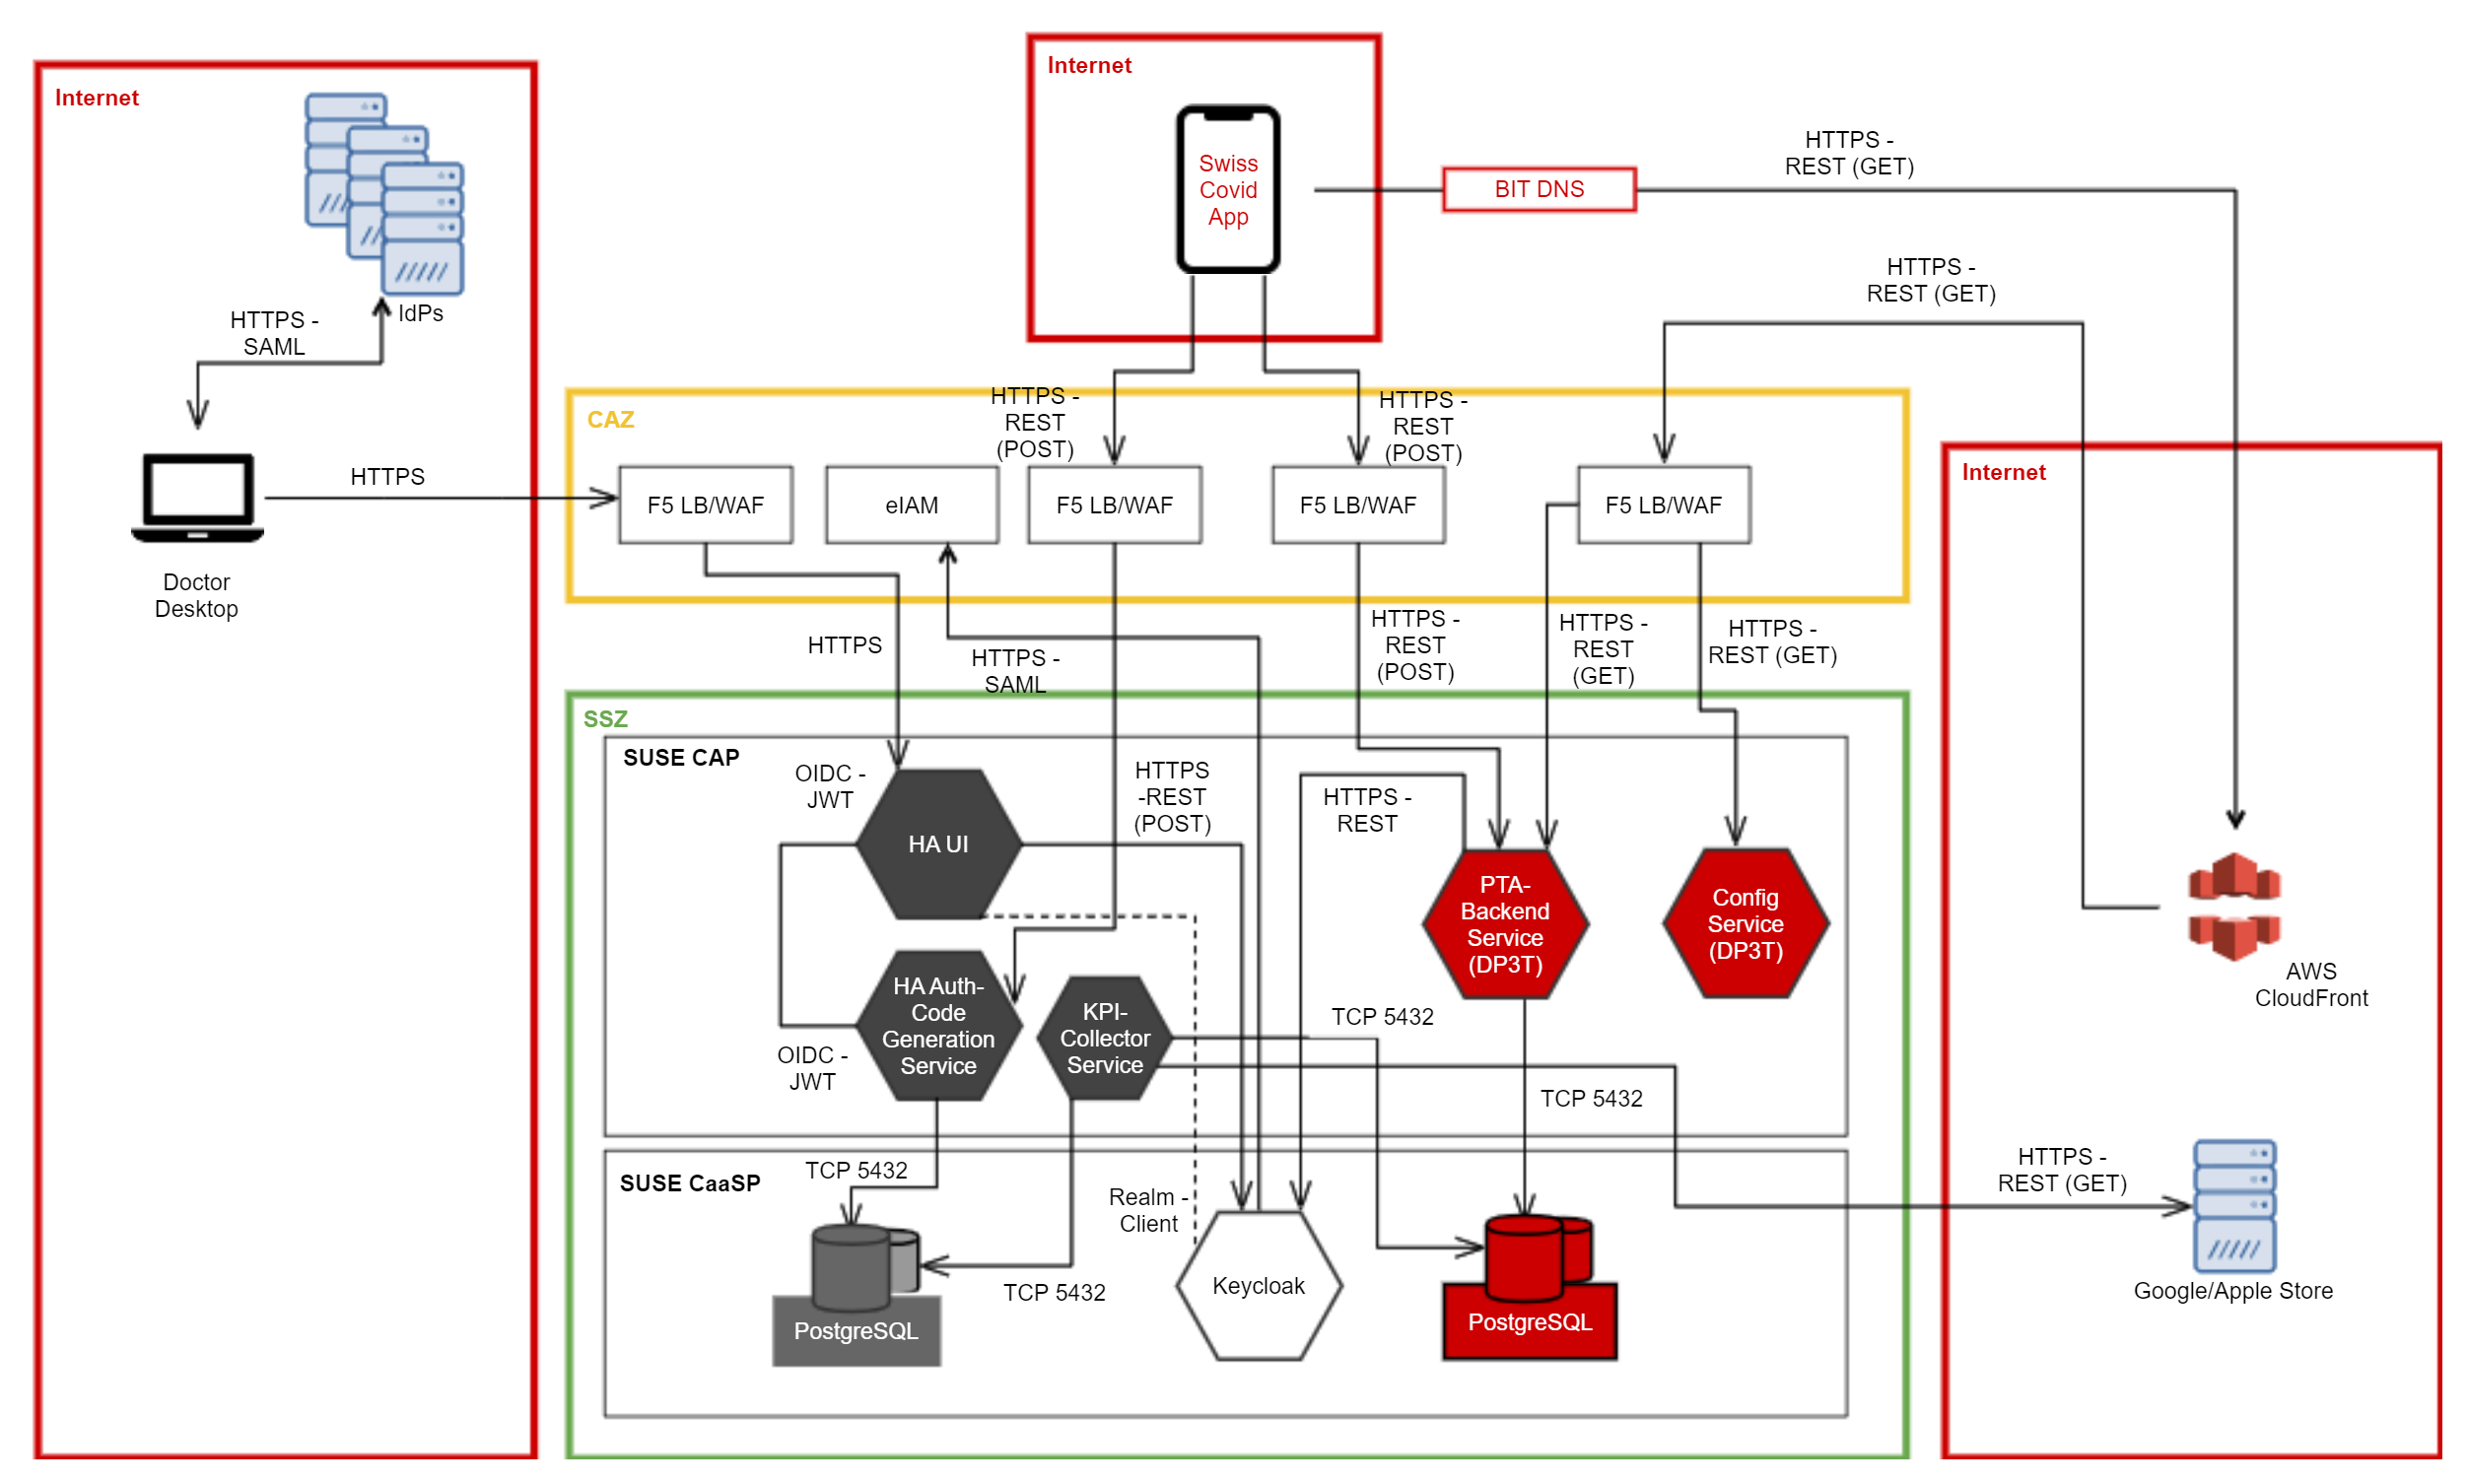 Internet
IdPs
HTTPS -
SAML
HTTPS
Doctor
Desktop
Internet
Swiss
Covid
App
BIT DNS
HTTPS -
REST (GET)
HTTPS -
REST (GET)
CAZ
HTTPS -
REST
(POST)
HTTPS -
REST
(POST)
F5 LB/WAF
eIAM
F5 LB/WAF
F5 LB/WAF
F5 LB/WAF
HTTPS
HTTPS -
SAML
HTTPS -
REST
(POST)
HTTPS -
REST
(GET)
HTTPS -
REST (GET)
SSZ
SUSE CAP
OIDC -
JWT
HA UI
HTTPS
-REST
(POST)
HTTPS -
REST
PTA-
Backend
Service
(DP3T)
Config
Service
(DP3T)
HA Auth-
Code
Generation
Service
KPI-
Collector
Service
OIDC -
JWT
TCP 5432
TCP 5432
SUSE CaaSP
TCP 5432
TCP 5432
Realm -
Client
PostgreSQL
Keycloak
PostgreSQL
Internet
AWS
CloudFront
HTTPS -
REST (GET)
Google/Apple Store